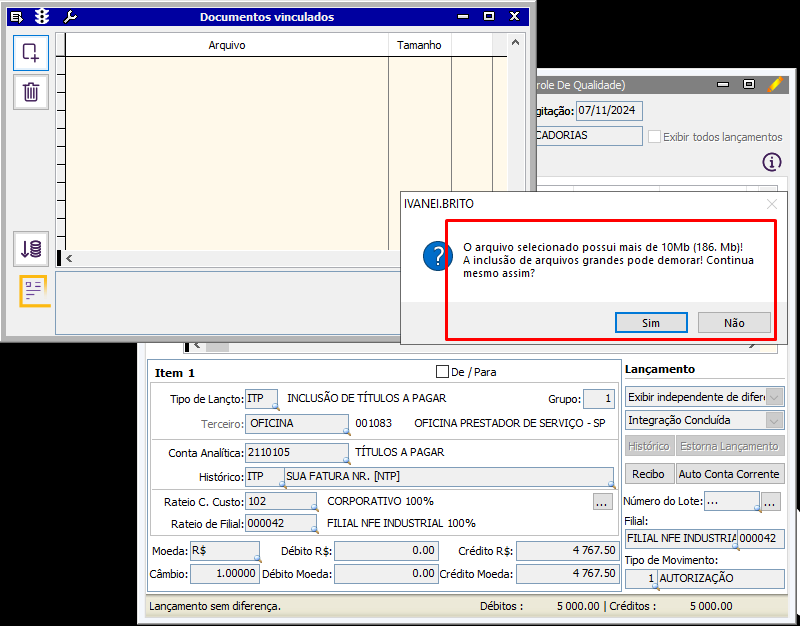 Documentos vinculados
Arquivo Tamanho
role De Qualidade)
gitação: 07/11/2024
CADORIAS Exibir todos lançamentos
IVANEI.BRITO
O arquivo selecionado possui mais de 10Mb (186. Mb)!
A inclusão de arquivos grandes pode demorar! Continua
mesmo assim?
Sim Não
Item 1 De / Para
Tipo de Lançto: ITP INCLUSÃO DE TÍTULOS A PAGAR Grupo: 1
Terceiro: OFICINA 001083 OFICINA PRESTADOR DE SERVIÇO - SP
Conta Analítica: 2110105 TÍTULOS A PAGAR
Histórico: ITP SUA FATURA NR. [NTP]
Rateio C. Custo: 102 CORPORATIVO 100% ...
Rateio de Filial: 000042 FILIAL NFE INDUSTRIAL 100%
Moeda: R$ Débito R$: 0.00 Crédito R$: 4 767.50
Câmbio: 1.00000 Débito Moeda: 0.00 Crédito Moeda: 4 767.50
Lançamento
Exibir independente de difere
Integração Concluída
Histórico Estorna Lançamento
Recibo Auto Conta Corrente
Número do Lote: ... ...
Filial:
FILIAL NFE INDUSTRIA 000042
Tipo de Movimento:
1 AUTORIZAÇÃO
Lançamento sem diferença. Débitos : 5 000.00 | Créditos : 5 000.00